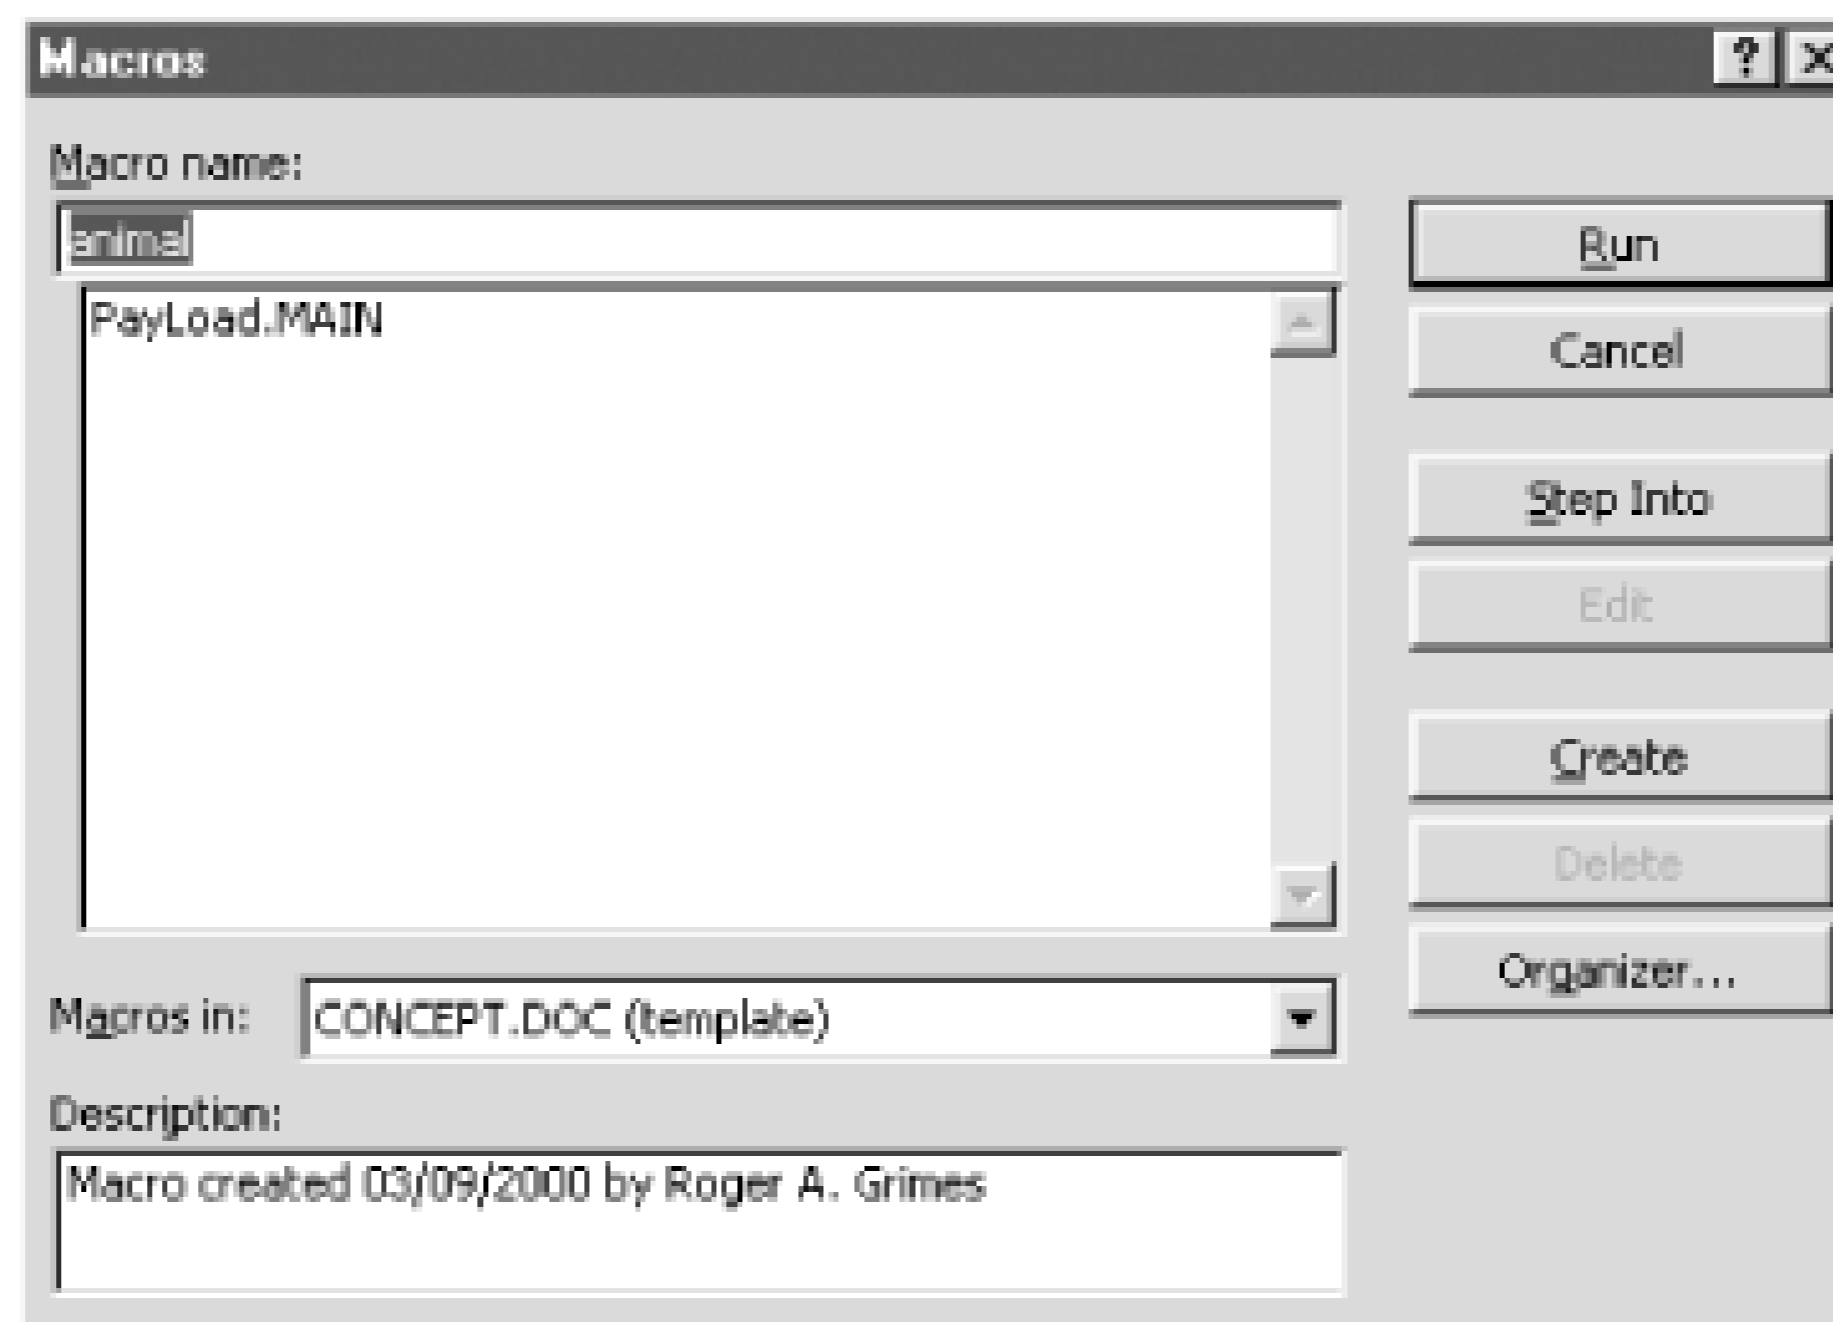 Macros
Macro name:
animal
Run
PayLoad.MAIN
Cancel
Step Into
Edit
Create
Delete
Organizer...
Macros in:
CONCEPT.DOC (template)
Description:
Macro created 03/09/2000 by Roger A. Grimes